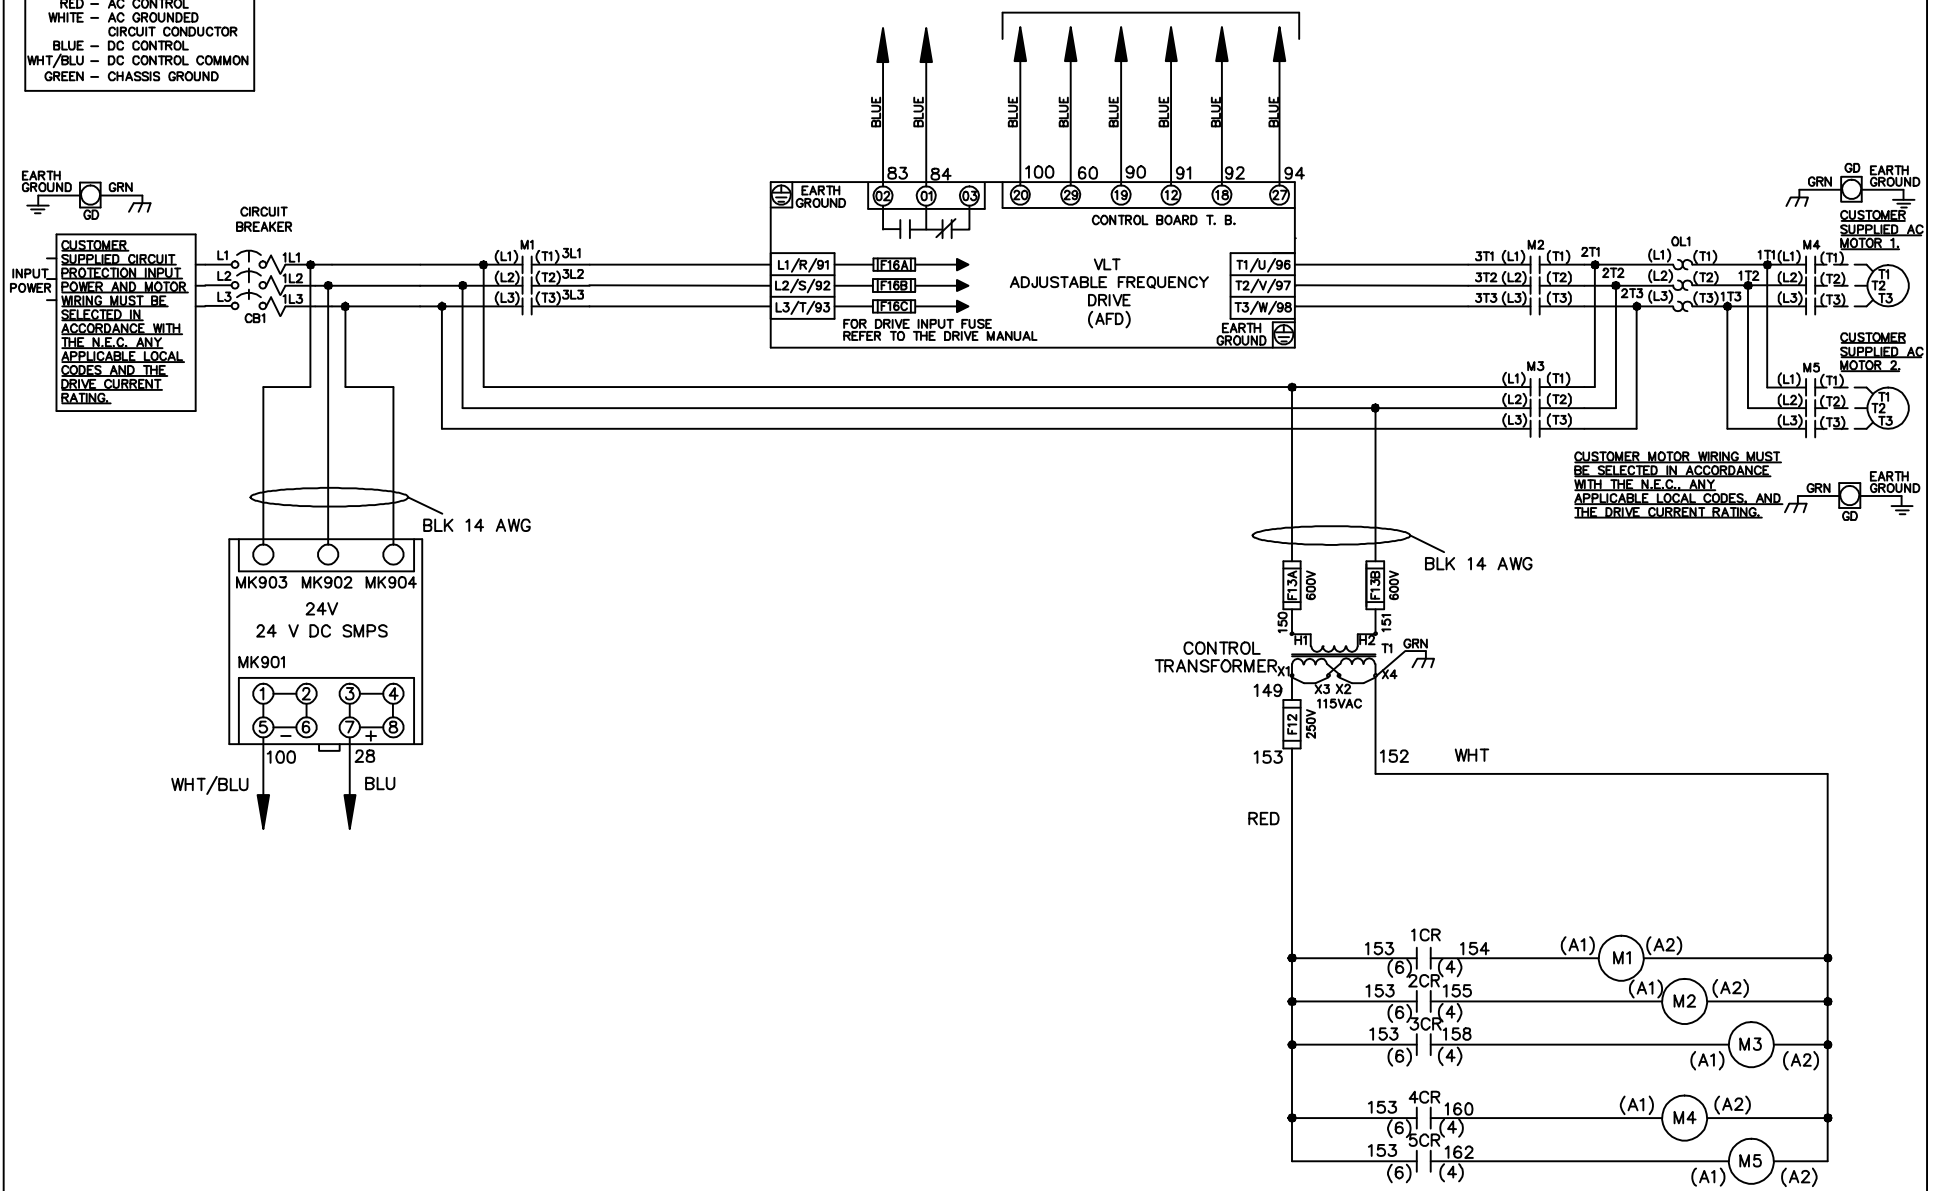 RED – AC CONTROL
WHITE – AC GROUNDED
CIRCUIT CONDUCTOR
BLUE – DC CONTROL
WHT/BLU – DC CONTROL COMMON
GREEN – CHASSIS GROUND
BLUE
BLUE
BLUE
BLUE
BLUE
BLUE
BLUE
BLUE
83 84 100 60 90 91 92 94
02 01 03 20 29 19 12 18 27
EARTH
GROUND
CONTROL BOARD T. B.
EARTH
GROUND GRN
GD
CIRCUIT
BREAKER
INPUT
POWER
CUSTOMER
SUPPLIED CIRCUIT
PROTECTION INPUT
POWER AND MOTOR
WIRING MUST BE
SELECTED IN
ACCORDANCE WITH
THE N.E.C. ANY
APPLICABLE LOCAL
CODES AND THE
DRIVE CURRENT
RATING.
L1 1L1
L2 1L2
L3 1L3
CB1
M1
(L1) (T1) 3L1
(L2) (T2) 3L2
(L3) (T3) 3L3
L1/R/91 F16A
L2/S/92 F16B
L3/T/93 F16C
FOR DRIVE INPUT FUSE
REFER TO THE DRIVE MANUAL
VLT
ADJUSTABLE FREQUENCY
DRIVE
(AFD)
T1/U/96
T2/V/97
T3/W/98
EARTH
GROUND
M2
3T1 (L1) (T1) 2T1
3T2 (L2) (T2) 2T2
3T3 (L3) (T3) 2T3
OL1
(L1) (T1) 1T1
(L2) (T2) 1T2
(L3) (T3) 1T3
M4
(L1) (T1)
(L2) (T2)
(L3) (T3)
T1
T2
T3
GD EARTH
GRN GROUND
CUSTOMER
SUPPLIED AC
MOTOR 1.
M3
(L1) (T1)
(L2) (T2)
(L3) (T3)
CUSTOMER
SUPPLIED AC
MOTOR 2.
M5
(L1) (T1)
(L2) (T2)
(L3) (T3)
T1
T2
T3
CUSTOMER MOTOR WIRING MUST
BE SELECTED IN ACCORDANCE
WITH THE N.E.C., ANY
APPLICABLE LOCAL CODES, AND
THE DRIVE CURRENT RATING.
GRN EARTH
GROUND
GD
BLK 14 AWG
MK903 MK902 MK904
24V
24 V DC SMPS
MK901
1 2 3 4
5 – 6 7 + 8
100 28
WHT/BLU BLU
BLK 14 AWG
F13A 600V
F13B 600V
150 151
H1 H2
T1 GRN
CONTROL
TRANSFORMER
X1 X3 X2 X4
115VAC
149
F12 250V
153 152 WHT
RED
1CR
153 154 (A1) M1 (A2)
(6) (4)
2CR
153 155 (A1) M2 (A2)
(6) (4)
3CR
153 158 M3
(6) (4) (A1) (A2)
4CR
153 160 (A1) M4 (A2)
(6) (4)
5CR
153 162 M5
(6) (4) (A1) (A2)